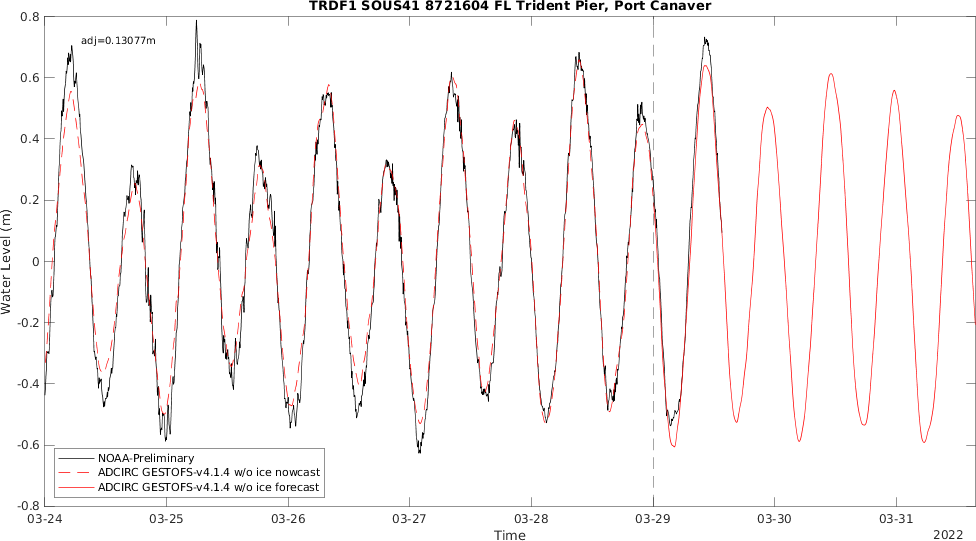 TRDF1 SOUS41 8721604 FL Trident Pier, Port Canaver
adj=0.13077m
0.8
0.6
0.4
0.2
0
-0.2
-0.4
-0.6
-0.8
Water Level (m)
NOAA-Preliminary
ADCIRC GESTOFS-v4.1.4 w/o ice nowcast
ADCIRC GESTOFS-v4.1.4 w/o ice forecast
03-24 03-25 03-26 03-27 03-28 03-29 03-30 03-31
Time
2022